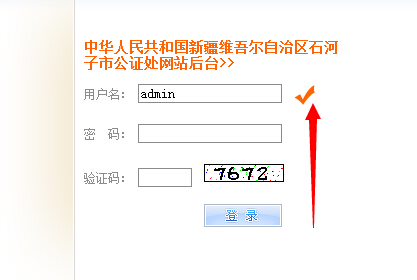 中华人民共和国新疆维吾尔自治区石河
子市公证处网站后台>>
用户名： admin
密 码：
验证码： 7672
登 录